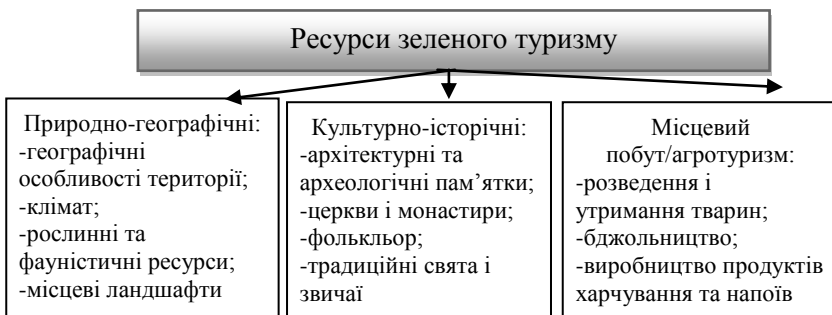 Ресурси зеленого туризму
Природно-географічні:
-географічні
особливості території;
-клімат;
-рослинні та
фауністичні ресурси;
-місцеві ландшафти
Культурно-історичні:
-архітектурні та
археологічні пам’ятки;
-церкви і монастири;
-фолькльор;
-традиційні свята і
звичаї
Місцевий
побут/агротуризм:
-розведення і
утримання тварин;
-бджольництво;
-виробництво продуктів
харчування та напоїв